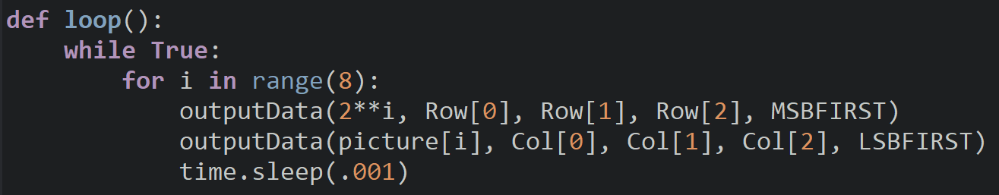 def loop():
    while True:
        for i in range(8):
            outputData(2**i, Row[0], Row[1], Row[2], MSBFIRST)
            outputData(picture[i], Col[0], Col[1], Col[2], LSBFIRST)
            time.sleep(.001)